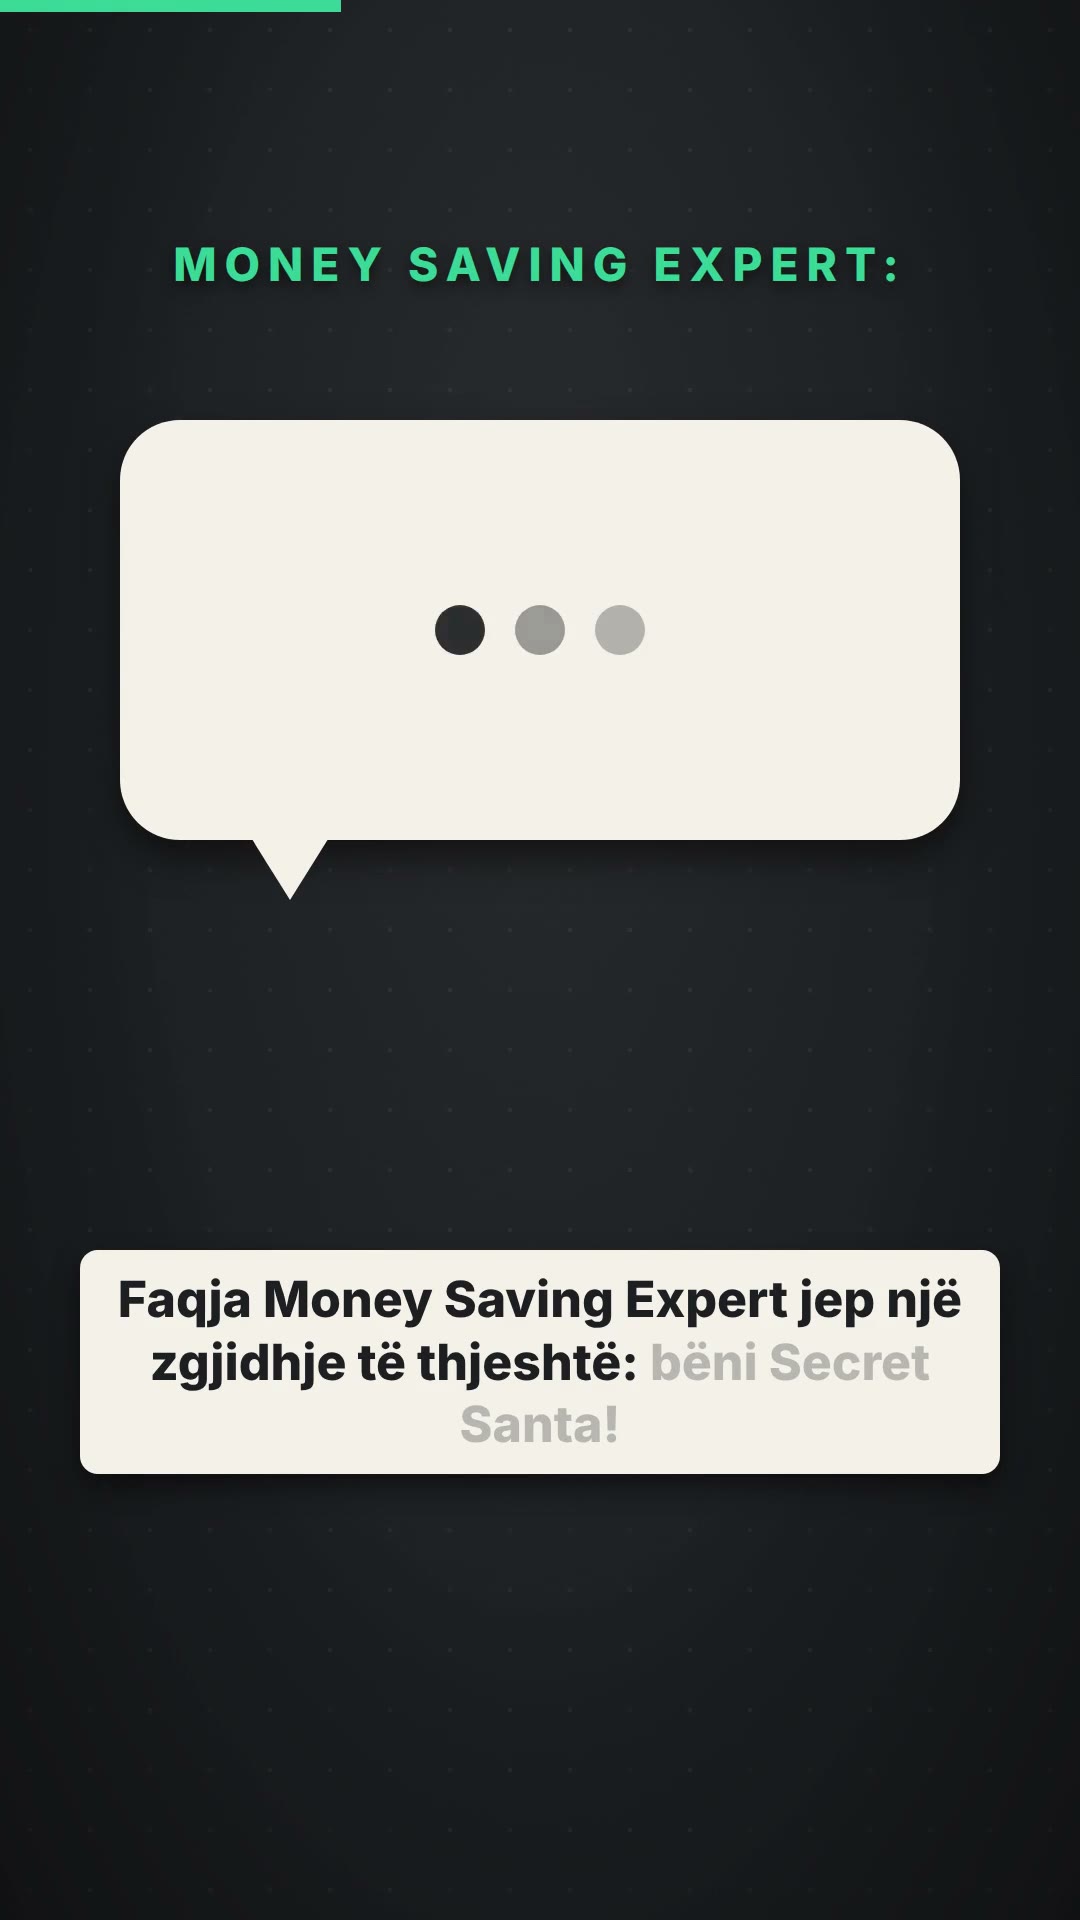 MONEY SAVING EXPERT:
Faqja Money Saving Expert jep një
zgjidhje të thjeshtë: bëni Secret
Santa!